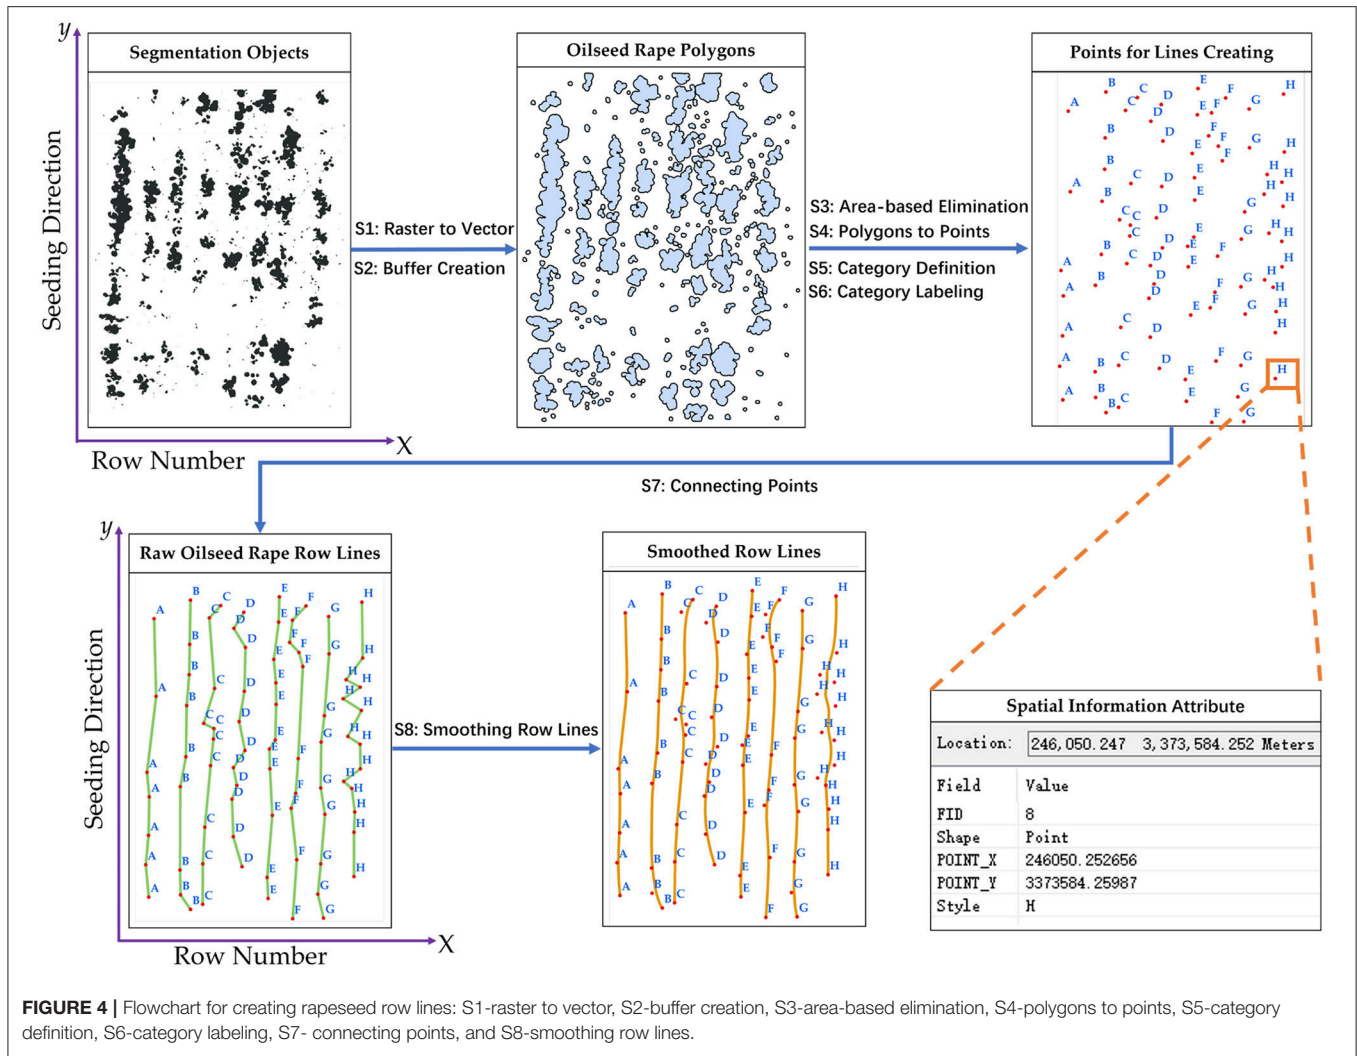 y
Segmentation Objects
Oilseed Rape Polygons
Points for Lines Creating
Seeding Direction
S1: Raster to Vector
S2: Buffer Creation
S3: Area-based Elimination
S4: Polygons to Points
S5: Category Definition
S6: Category Labeling
X
Row Number
S7: Connecting Points
y
Raw Oilseed Rape Row Lines
Smoothed Row Lines
Seeding Direction
S8: Smoothing Row Lines
X
Row Number
Spatial Information Attribute
Location: 246,050.247 3,373,584.252 Meters
Field Value
FID 8
Shape Point
POINT_X 246050.252656
POINT_Y 3373584.25987
Style H
FIGURE 4 | Flowchart for creating rapeseed row lines: S1-raster to vector, S2-buffer creation, S3-area-based elimination, S4-polygons to points, S5-category
definition, S6-category labeling, S7- connecting points, and S8-smoothing row lines.